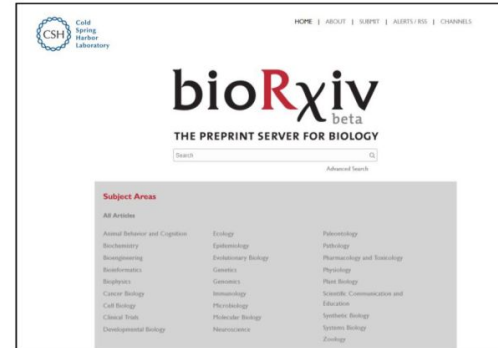 CSH
Cold
Spring
Harbor
Laboratory
HOME | ABOUT | SUBMIT | ALERTS / RSS | CHANNELS
bioRχiv
beta
THE PREPRINT SERVER FOR BIOLOGY
Search
Advanced Search
Subject Areas
All Articles
Animal Behavior and Cognition
Biochemistry
Bioengineering
Bioinformatics
Biophysics
Cancer Biology
Cell Biology
Clinical Trials
Developmental Biology
Ecology
Epidemiology
Evolutionary Biology
Genetics
Genomics
Immunology
Microbiology
Molecular Biology
Neuroscience
Paleontology
Pathology
Pharmacology and Toxicology
Physiology
Plant Biology
Scientific Communication and
Education
Synthetic Biology
Systems Biology
Zoology